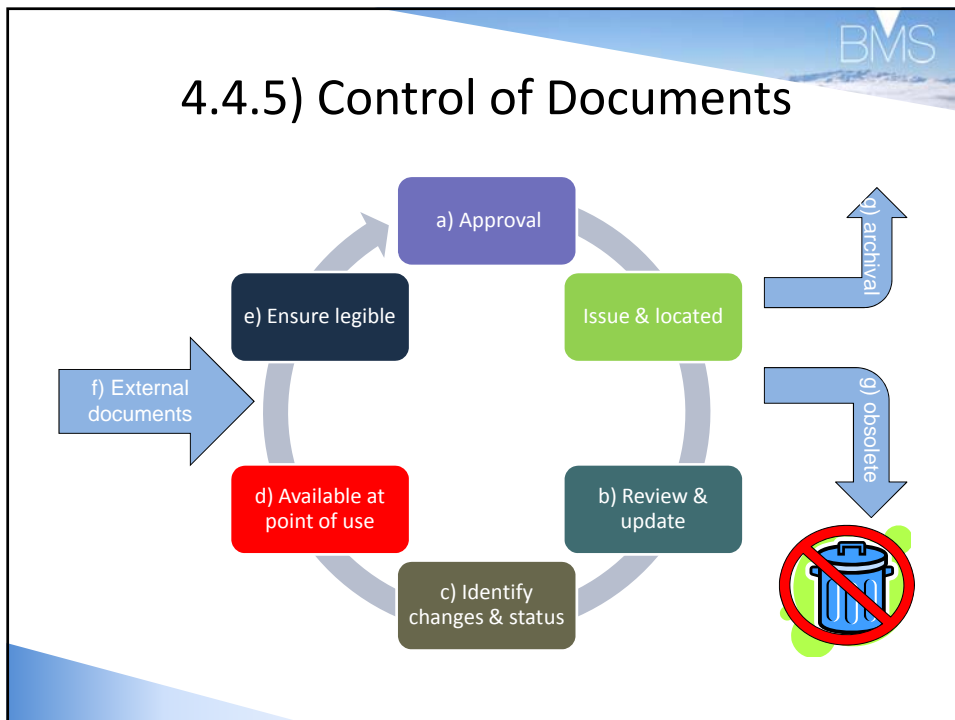 BMS
4.4.5) Control of Documents
a) Approval
Issue & located
b) Review &
update
c) Identify
changes & status
d) Available at
point of use
e) Ensure legible
f) External
documents
g) archival
g) obsolete